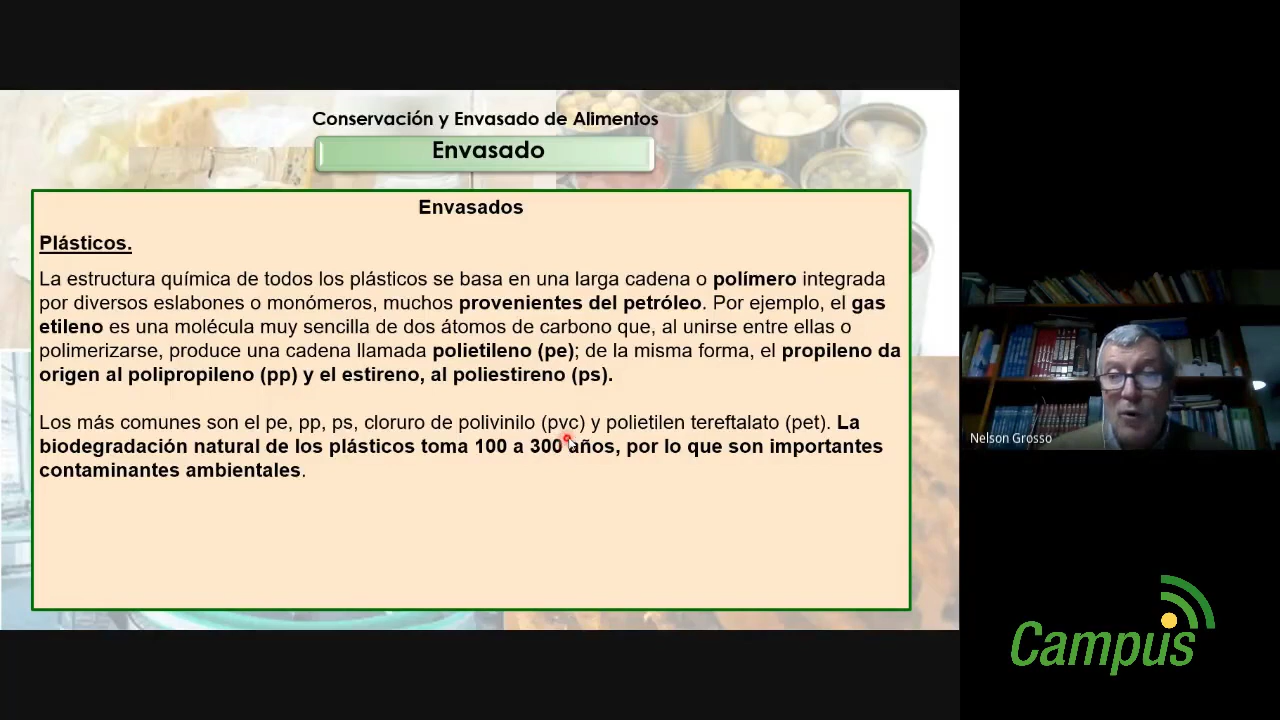 Conservación y Envasado de Alimentos
Envasado
Envasados
Plásticos.
La estructura química de todos los plásticos se basa en una larga cadena o polímero integrada
por diversos eslabones o monómeros, muchos provenientes del petróleo. Por ejemplo, el gas
etileno es una molécula muy sencilla de dos átomos de carbono que, al unirse entre ellas o
polimerizarse, produce una cadena llamada polietileno (pe); de la misma forma, el propileno da
origen al polipropileno (pp) y el estireno, al poliestireno (ps).
Los más comunes son el pe, pp, ps, cloruro de polivinilo (pvc) y polietilen tereftalato (pet). La
biodegradación natural de los plásticos toma 100 a 300 años, por lo que son importantes
contaminantes ambientales.
Nelson Grosso
Campus